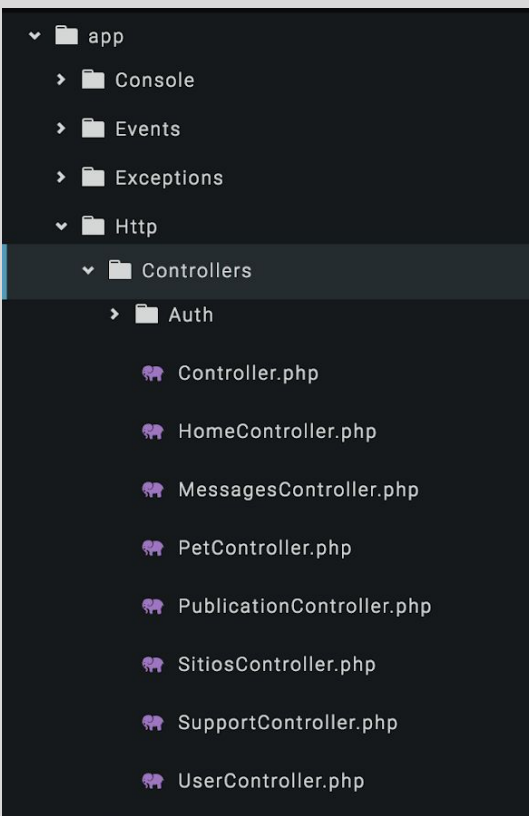 app
Console
Events
Exceptions
Http
Controllers
Auth
Controller.php
HomeController.php
MessagesController.php
PetController.php
PublicationController.php
SitiosController.php
SupportController.php
UserController.php